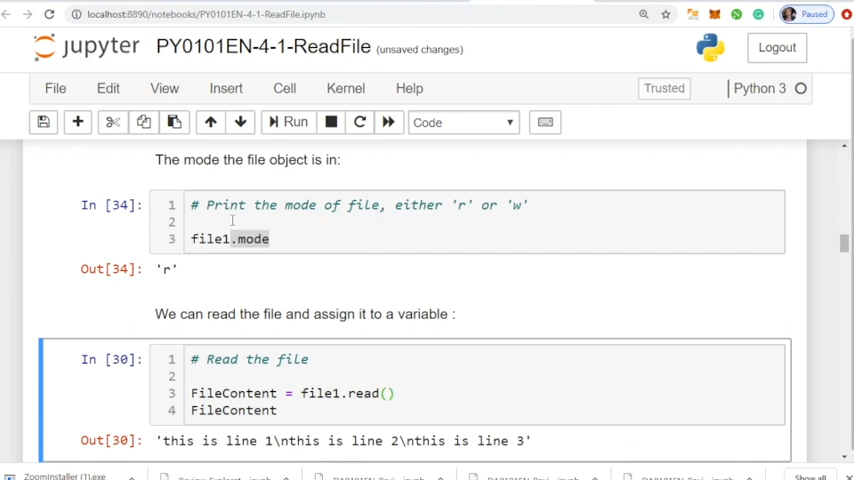 localhost:8890/notebooks/PY0101EN-4-1-ReadFile.ipynb
Paused
jupyter PY0101EN-4-1-ReadFile (unsaved changes)
Logout
File Edit View Insert Cell Kernel Help
Trusted
Python 3
Run
Code
The mode the file object is in:
In [34]:
1 # Print the mode of file, either 'r' or 'w'
2
3 file1.mode
Out[34]: 'r'
We can read the file and assign it to a variable :
In [30]:
1 # Read the file
2
3 FileContent = file1.read()
4 FileContent
Out[30]: 'this is line 1\nthis is line 2\nthis is line 3'
ZoomInstaller (1).exe
Show all